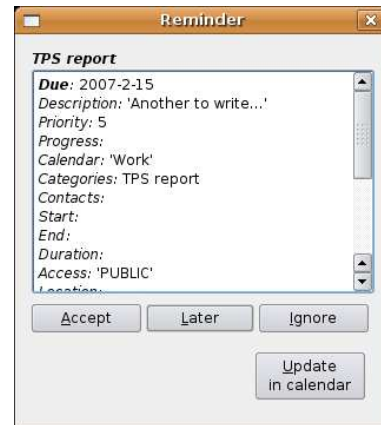 Reminder
TPS report
Due: 2007-2-15
Description: 'Another to write...'
Priority: 5
Progress:
Calendar: 'Work'
Categories: TPS report
Contacts:
Start:
End:
Duration:
Access: 'PUBLIC'
Location:
Accept Later Ignore
Update
in calendar